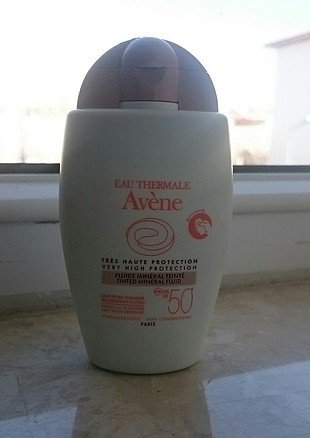 EAU THERMALE
Avène
TRÈS HAUTE PROTECTION
VERY HIGH PROTECTION
FLUIDE MINÉRAL TEINTÉ
TINTED MINERAL FLUID
SPF 50+
PARIS